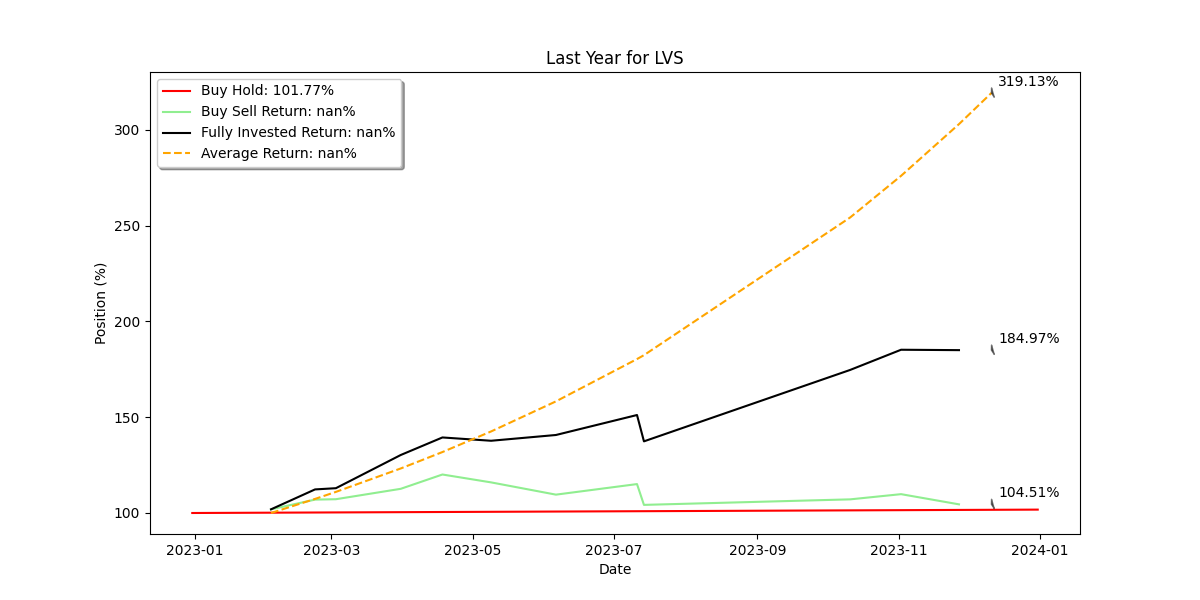 Last Year for LVS
Buy Hold: 101.77%
Buy Sell Return: nan%
Fully Invested Return: nan%
Average Return: nan%
319.13%
184.97%
104.51%
Position (%)
300
250
200
150
100
2023-01
2023-03
2023-05
2023-07
2023-09
2023-11
2024-01
Date